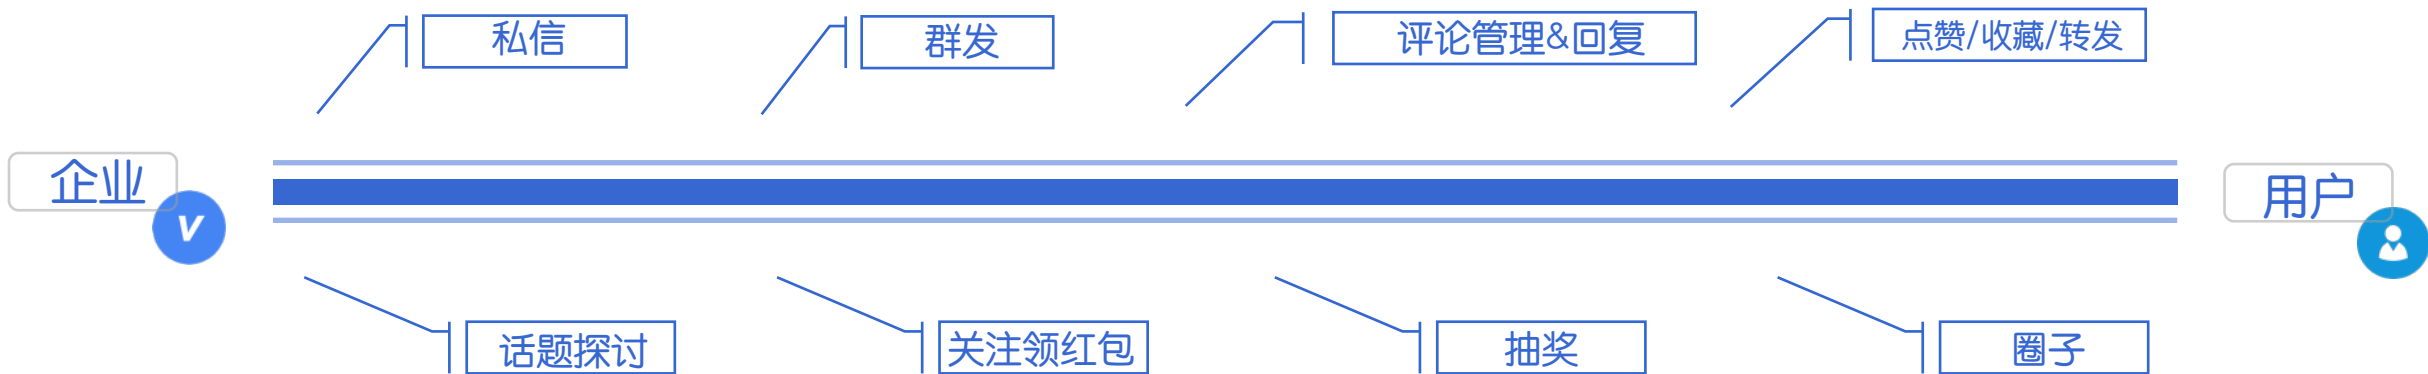 私信
群发
评论管理&回复
点赞/收藏/转发
企业
V
用户
话题探讨
关注领红包
抽奖
圈子